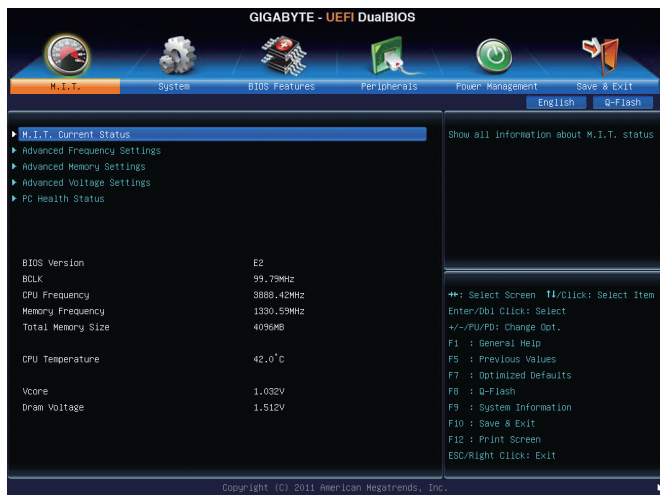 GIGABYTE - UEFI DualBIOS
M.I.T.
System
BIOS Features
Peripherals
Power Management
Save & Exit
English
Q-Flash
M.I.T. Current Status
Advanced Frequency Settings
Advanced Memory Settings
Advanced Voltage Settings
PC Health Status
BIOS Version E2
BCLK 99.79MHz
CPU Frequency 3888.42MHz
Memory Frequency 1330.59MHz
Total Memory Size 4096MB
CPU Temperature 42.0°C
Vcore 1.032V
Dram Voltage 1.512V
Show all information about M.I.T. status
→←: Select Screen ↑↓/Click: Select Item
Enter/Dbl Click: Select
+/-/PU/PD: Change Opt.
F1 : General Help
F5 : Previous Values
F7 : Optimized Defaults
F8 : Q-Flash
F9 : System Information
F10 : Save & Exit
F12 : Print Screen
ESC/Right Click: Exit
Copyright (C) 2011 American Megatrends, Inc.